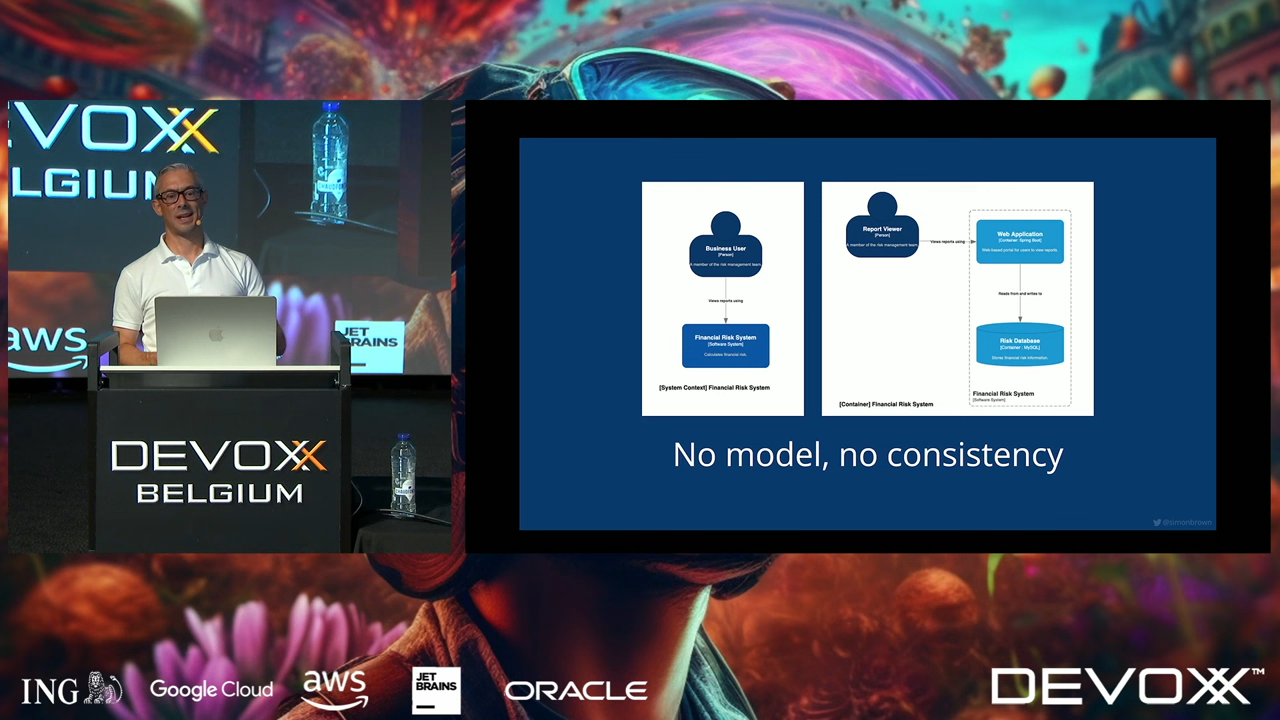 VOXX
LGIUM
CHAUDFON
aws
JET
BRAINS
DEVOXX
BELGIUM
Business User
[Person]
A member of the risk management team.
Views reports using
Financial Risk System
[Software System]
Calculates financial risk.
[System Context] Financial Risk System
Report Viewer
[Person]
A member of the risk management team.
Views reports using
Web Application
[Container: Spring Boot]
Web-based portal for users to view reports.
Reads from and writes to
Risk Database
[Container : MySQL]
Stores financial risk information.
Financial Risk System
[Software System]
[Container] Financial Risk System
No model, no consistency
@simonbrown
ING
Google Cloud
aws
JET
BRAINS
ORACLE
DEVOXX™